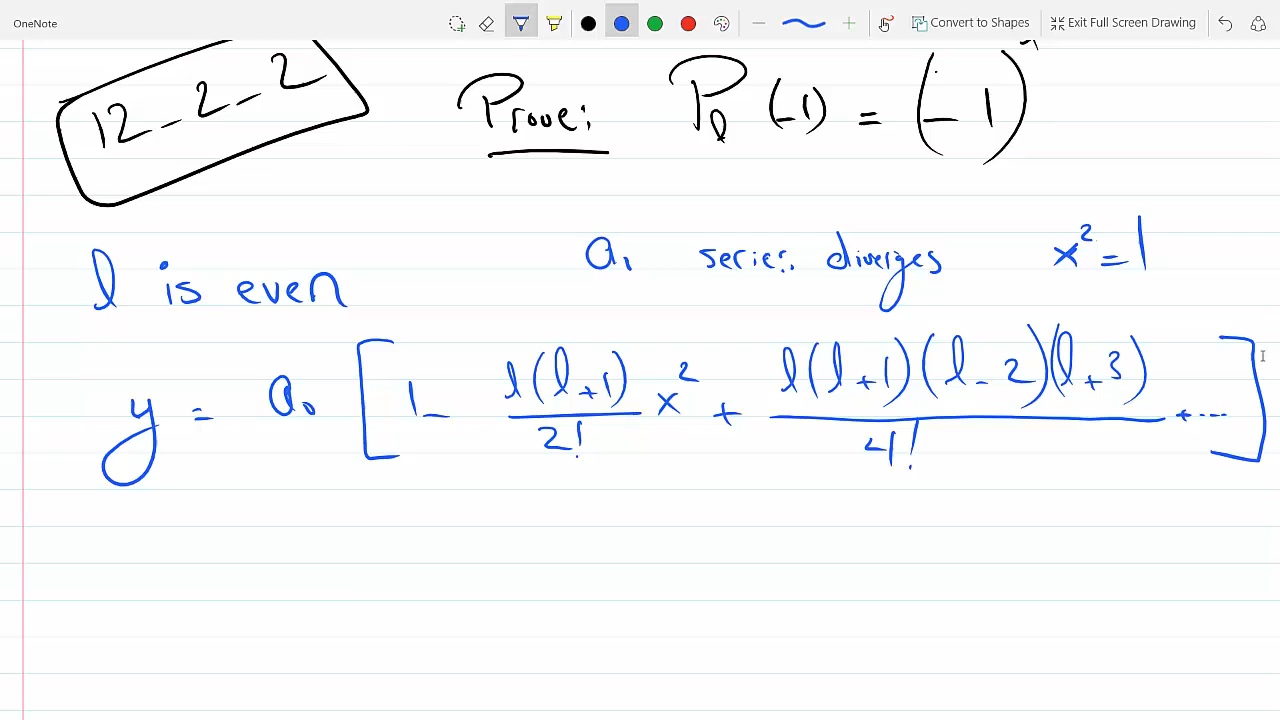 OneNote
Convert to Shapes
Exit Full Screen Drawing
12-2-2
Prove: Pl (-1) = (-1)
l is even
a1 series diverges x² = 1
y = a0 [ 1 - l(l+1)/2! x² + l(l+1)(l-2)(l+3)/4! + ... ]